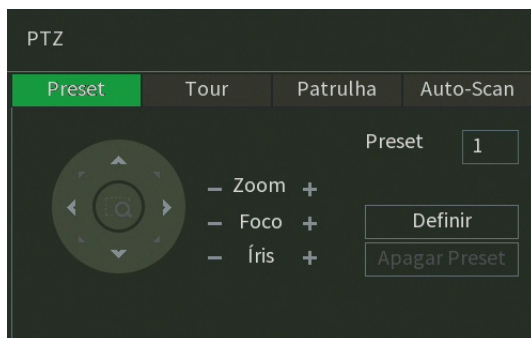 PTZ
Preset Tour Patrulha Auto-Scan
Preset 1
− Zoom +
− Foco + Definir
− Íris + Apagar Preset